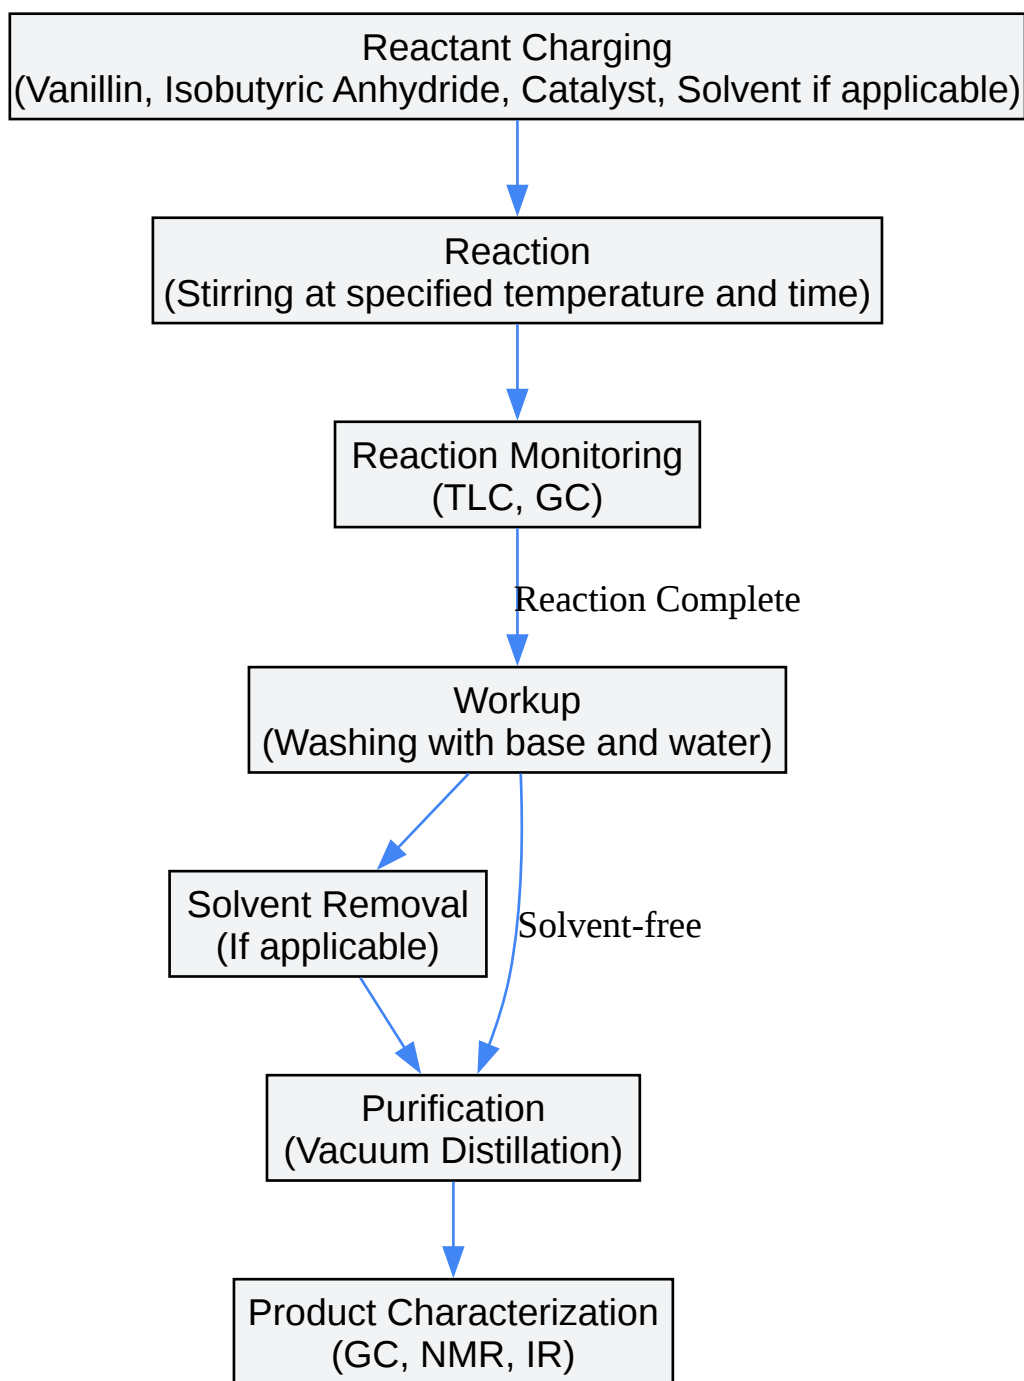 Reactant Charging
(Vanillin, Isobutyric Anhydride, Catalyst, Solvent if applicable)
Reaction
(Stirring at specified temperature and time)
Reaction Monitoring
(TLC, GC)
Reaction Complete
Workup
(Washing with base and water)
Solvent Removal
(If applicable)
Solvent-free
Purification
(Vacuum Distillation)
Product Characterization
(GC, NMR, IR)